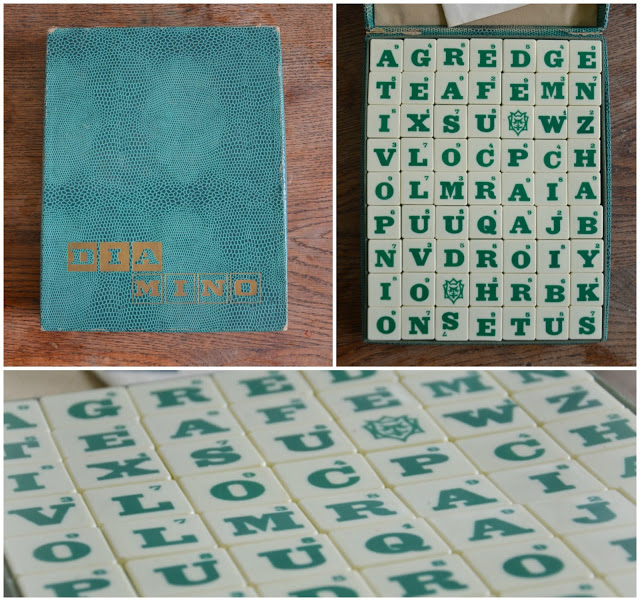 DIA
MINO
A G R E D G E
T E A F E M N
I X S U W Z
V L O C P C H
O L M R A I A
P U U Q A J B
N V D R O I Y
I O H R B K
O N S E T U S
A G R E D M N
T E A F E W Z
I X S U P C H
V L O C A I J
O L M R Q A
P U U D R O